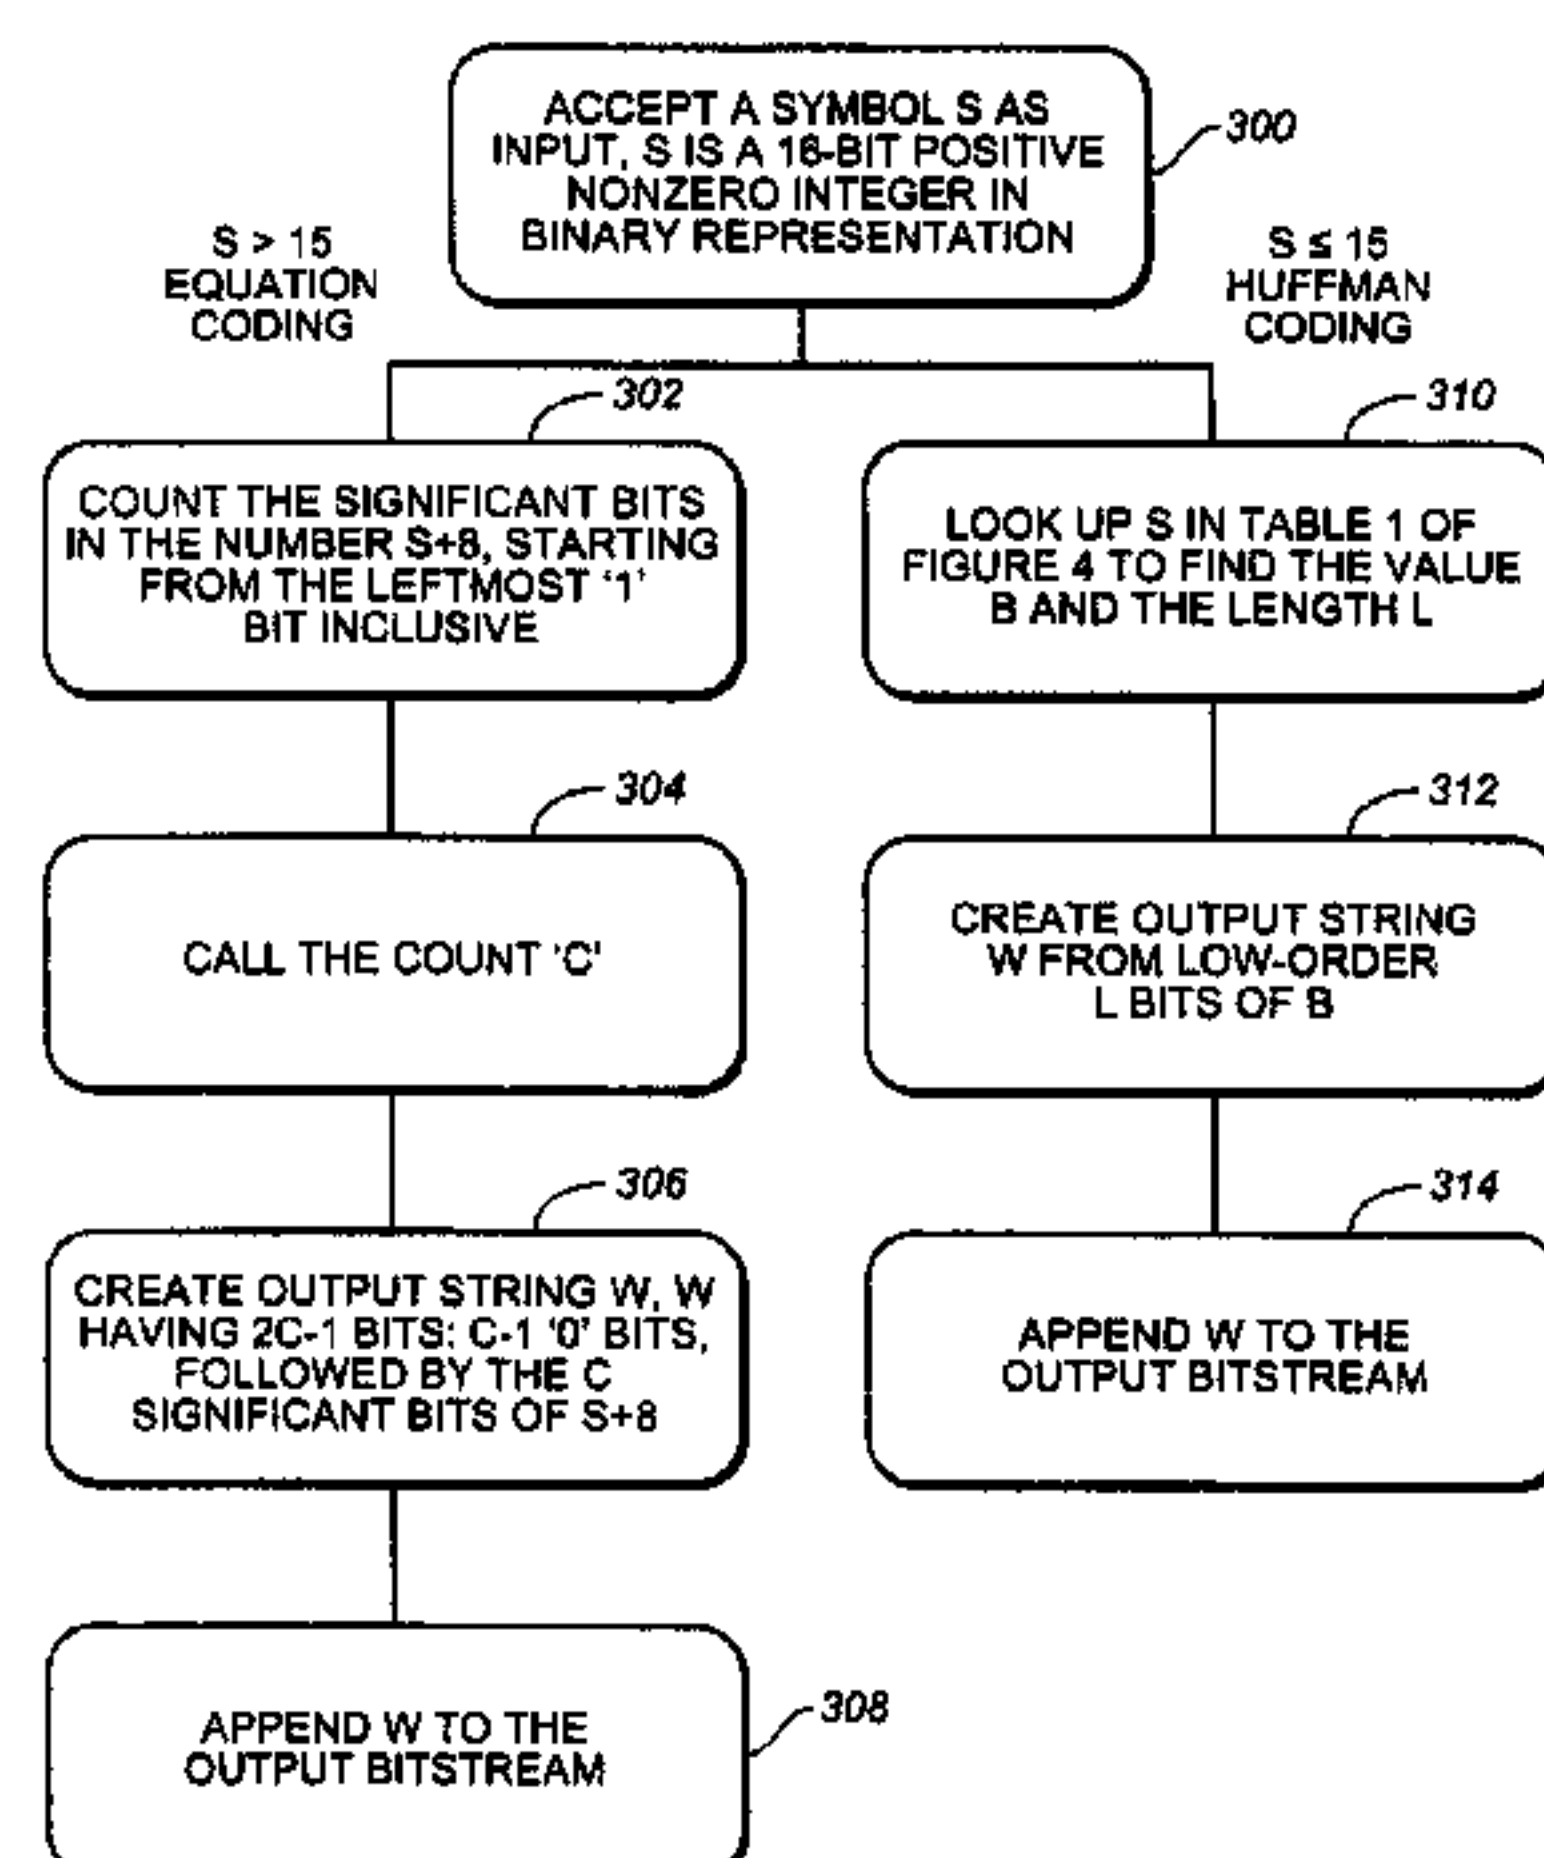 ACCEPT A SYMBOL S AS
INPUT, S IS A 16-BIT POSITIVE
NONZERO INTEGER IN
BINARY REPRESENTATION
300
S > 15
EQUATION
CODING
S ≤ 15
HUFFMAN
CODING
302
COUNT THE SIGNIFICANT BITS
IN THE NUMBER S+8, STARTING
FROM THE LEFTMOST '1'
BIT INCLUSIVE
310
LOOK UP S IN TABLE 1 OF
FIGURE 4 TO FIND THE VALUE
B AND THE LENGTH L
304
CALL THE COUNT 'C'
312
CREATE OUTPUT STRING
W FROM LOW-ORDER
L BITS OF B
306
CREATE OUTPUT STRING W, W
HAVING 2C-1 BITS: C-1 '0' BITS,
FOLLOWED BY THE C
SIGNIFICANT BITS OF S+8
314
APPEND W TO THE
OUTPUT BITSTREAM
308
APPEND W TO THE
OUTPUT BITSTREAM